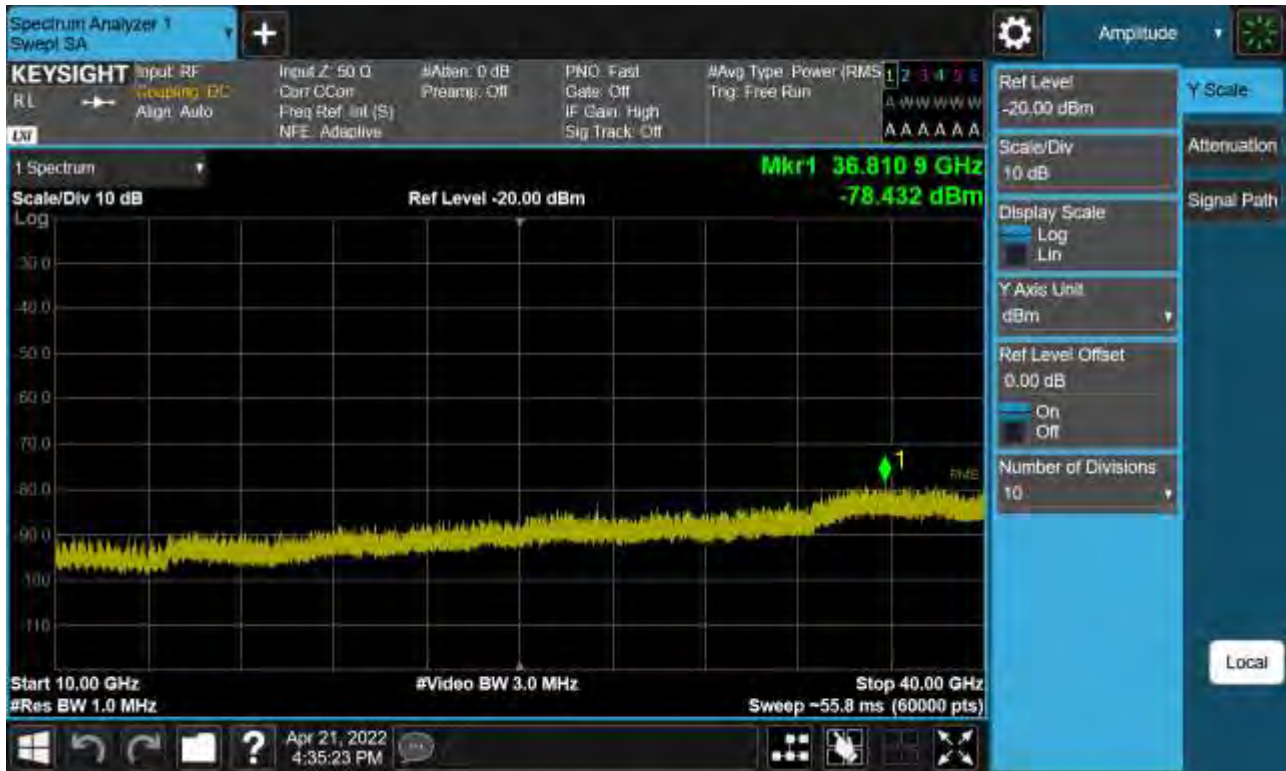 Spectrum Analyzer 1
Swept SA
Amplitude
KEYSIGHT
RL
Input: RF
Coupling: DC
Align: Auto
Input Z: 50 Ω
Corr CCorr
Freq Ref: Int (S)
NFE: Adaptive
#Atten: 0 dB
Preamp: Off
PNO: Fast
Gate: Off
IF Gain: High
Sig Track: Off
#Avg Type: Power (RMS
Trig: Free Run
1 2 3 4 5 6
A W W W W W
A A A A A A
1 Spectrum
Scale/Div 10 dB
Ref Level -20.00 dBm
Mkr1 36.810 9 GHz
-78.432 dBm
Log
-30.0
-40.0
-50.0
-60.0
-70.0
-80.0
-90.0
-100
-110
1
RMS
Start 10.00 GHz
#Res BW 1.0 MHz
#Video BW 3.0 MHz
Stop 40.00 GHz
Sweep ~55.8 ms (60000 pts)
Ref Level
-20.00 dBm
Scale/Div
10 dB
Display Scale
Log
Lin
Y Axis Unit
dBm
Ref Level Offset
0.00 dB
On
Off
Number of Divisions
10
Y Scale
Attenuation
Signal Path
Local
Apr 21, 2022
4:35:23 PM